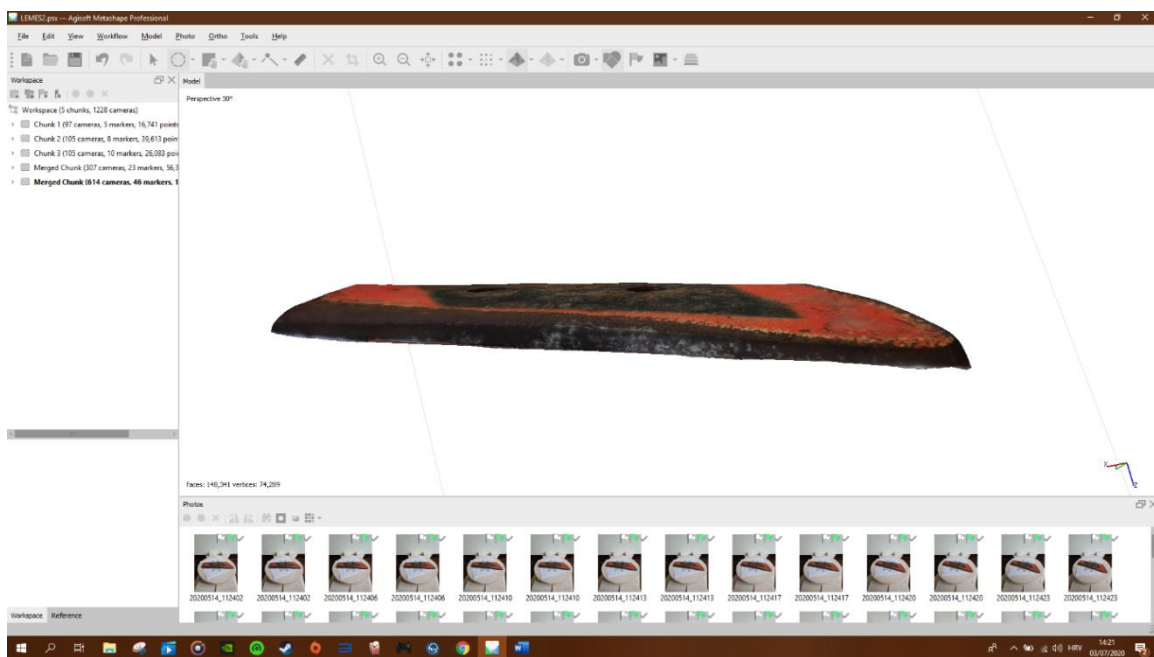 LEMES2.psx — Agisoft Metashape Professional
File Edit View Workflow Model Photo Ortho Tools Help
Workspace
Model
Perspective 30°
Workspace (5 chunks, 1228 cameras)
Chunk 1 (97 cameras, 5 markers, 16,741 points
Chunk 2 (105 cameras, 8 markers, 39,613 poin
Chunk 3 (105 cameras, 10 markers, 26,083 poi
Merged Chunk (307 cameras, 23 markers, 56,3
Merged Chunk (614 cameras, 46 markers, 1
X
Z
faces: 148,341 vertices: 74,289
Photos
20200514_112402 20200514_112402 20200514_112406 20200514_112406 20200514_112410 20200514_112410 20200514_112413 20200514_112413 20200514_112417 20200514_112417 20200514_112420 20200514_112420 20200514_112423 20200514_112423
Workspace Reference
HRV
14:21
03/07/2020